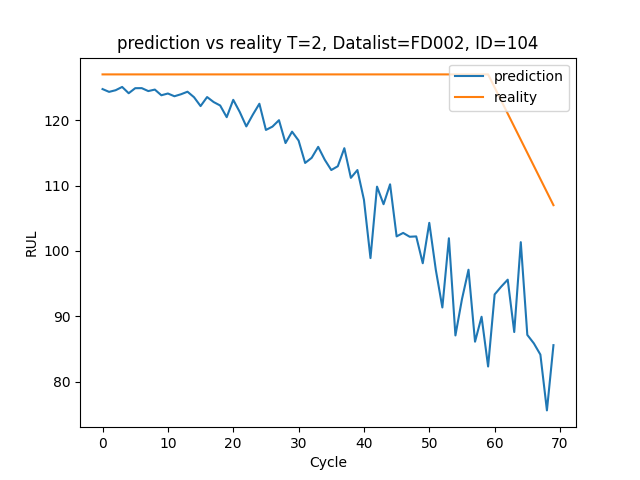 prediction vs reality T=2, Datalist=FD002, ID=104
prediction
reality
120
110
100
90
80
RUL
0 10 20 30 40 50 60 70
Cycle